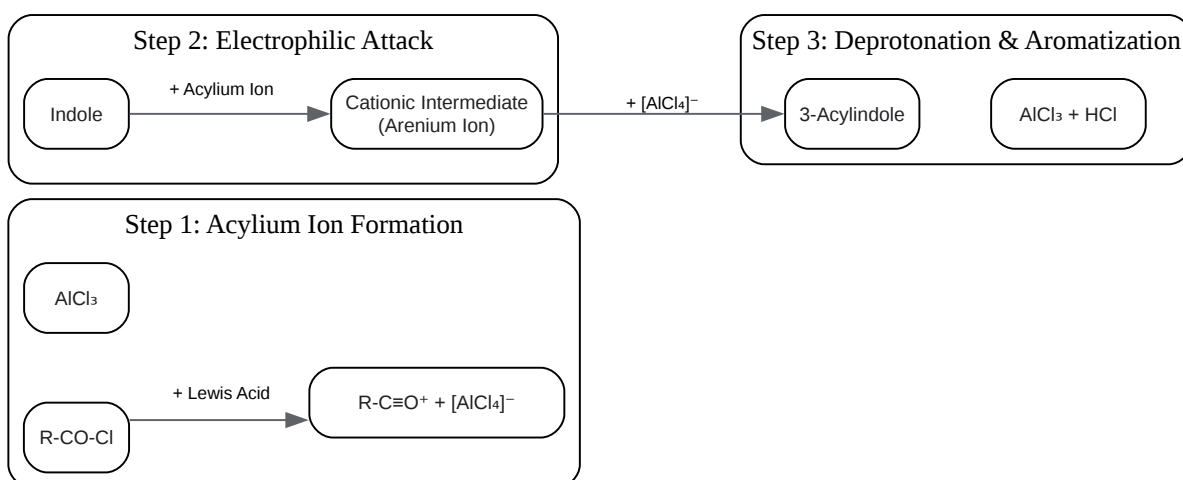 Step 2: Electrophilic Attack
Indole
+ Acylium Ion
Cationic Intermediate
(Arenium Ion)
+ [AlCl₄]⁻
Step 3: Deprotonation & Aromatization
3-Acylindole
AlCl₃ + HCl
Step 1: Acylium Ion Formation
AlCl₃
R-CO-Cl
+ Lewis Acid
R-C≡O⁺ + [AlCl₄]⁻